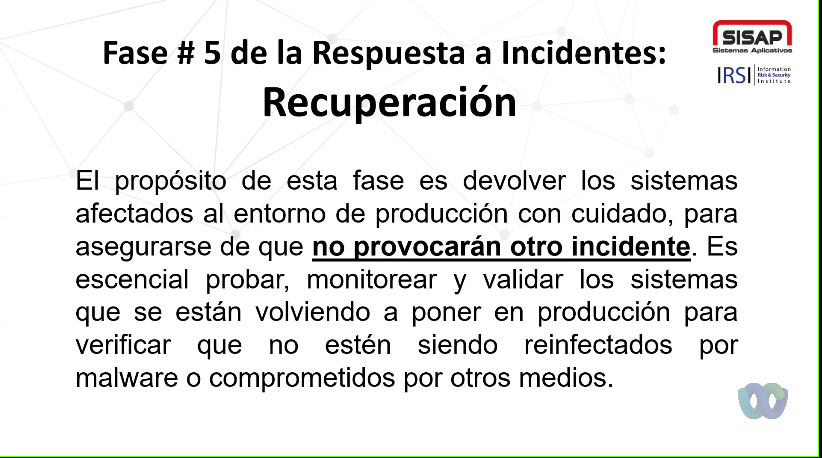 Fase # 5 de la Respuesta a Incidentes:
Recuperación
SISAP
Sistemas Aplicativos
IRSI Information
Risk & Security
Institute
El propósito de esta fase es devolver los sistemas
afectados al entorno de producción con cuidado, para
asegurarse de que no provocarán otro incidente. Es
escencial probar, monitorear y validar los sistemas
que se están volviendo a poner en producción para
verificar que no estén siendo reinfectados por
malware o comprometidos por otros medios.